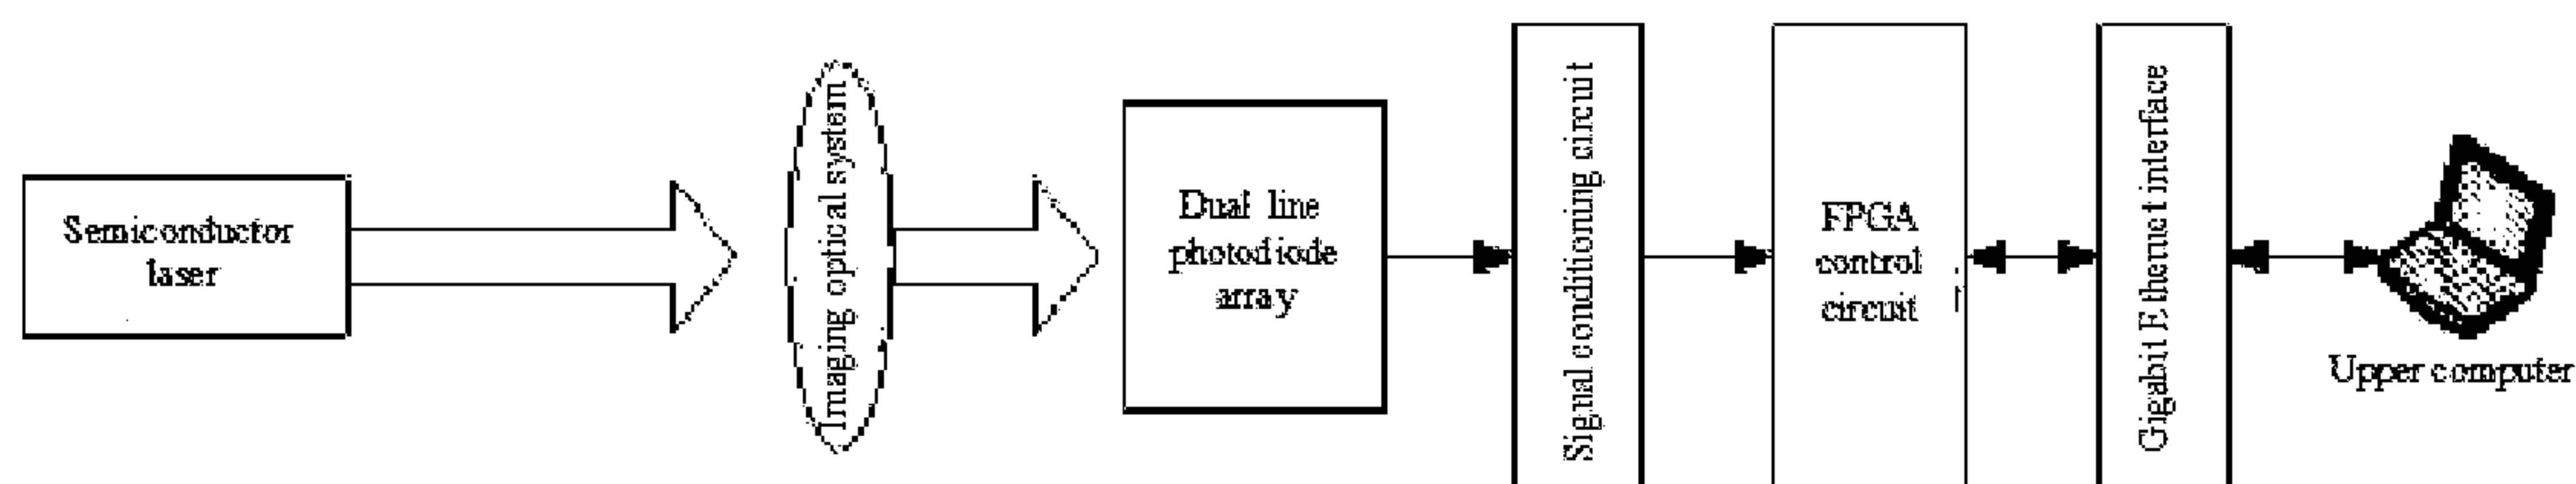 Semiconductor
laser
Imaging optical system
Dual line
photodiode
array
Signal conditioning circuit
FPGA
control
circuit
Gigabit Ethernet interface
Upper computer